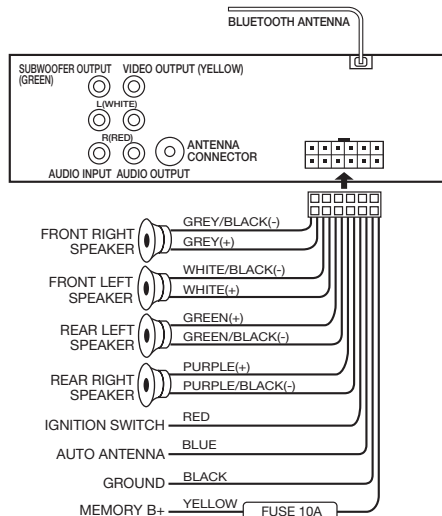 BLUETOOTH ANTENNA
SUBWOOFER OUTPUT
(GREEN)
VIDEO OUTPUT (YELLOW)
L(WHITE)
R(RED)
ANTENNA
CONNECTOR
AUDIO INPUT
AUDIO OUTPUT
FRONT RIGHT
SPEAKER
GREY/BLACK(-)
GREY(+)
FRONT LEFT
SPEAKER
WHITE/BLACK(-)
WHITE(+)
REAR LEFT
SPEAKER
GREEN(+)
GREEN/BLACK(-)
REAR RIGHT
SPEAKER
PURPLE(+)
PURPLE/BLACK(-)
IGNITION SWITCH
RED
AUTO ANTENNA
BLUE
GROUND
BLACK
MEMORY B+
YELLOW
FUSE 10A